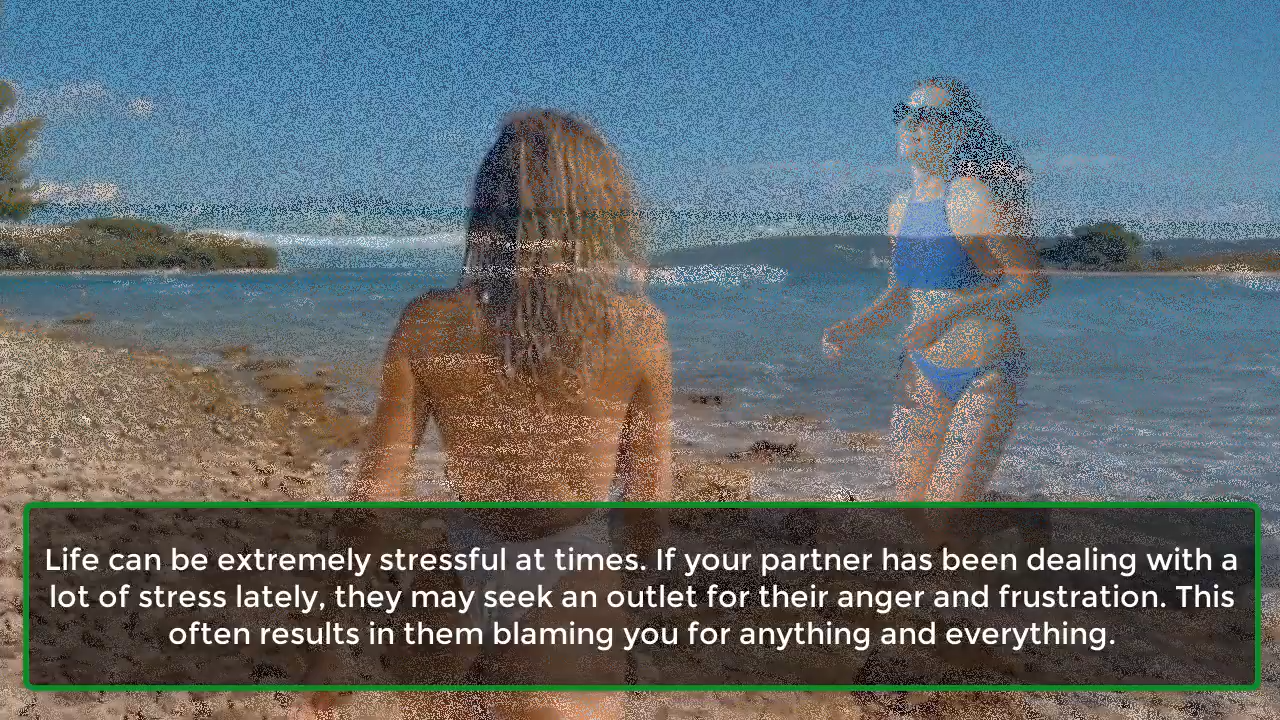 Life can be extremely stressful at times. If your partner has been dealing with a
lot of stress lately, they may seek an outlet for their anger and frustration. This
often results in them blaming you for anything and everything.